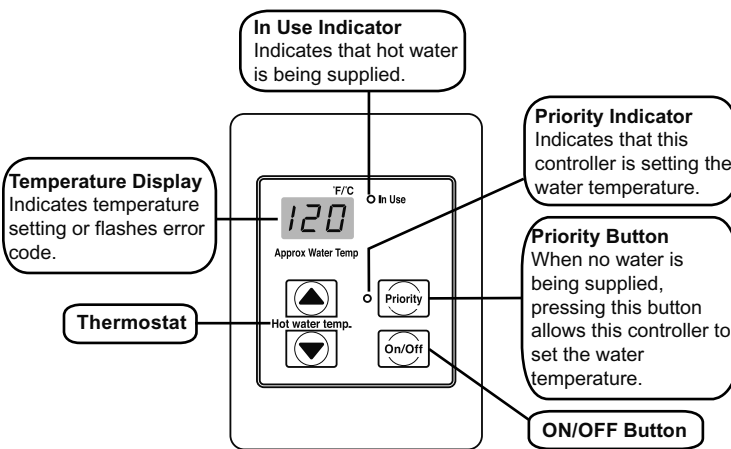 In Use Indicator
Indicates that hot water
is being supplied.
Priority Indicator
Indicates that this
controller is setting the
water temperature.
Temperature Display
Indicates temperature
setting or flashes error
code.
°F/°C
120
In Use
Approx Water Temp
Priority Button
When no water is
being supplied,
pressing this button
allows this controller to
set the water
temperature.
Thermostat
Priority
Hot water temp.
On/Off
ON/OFF Button